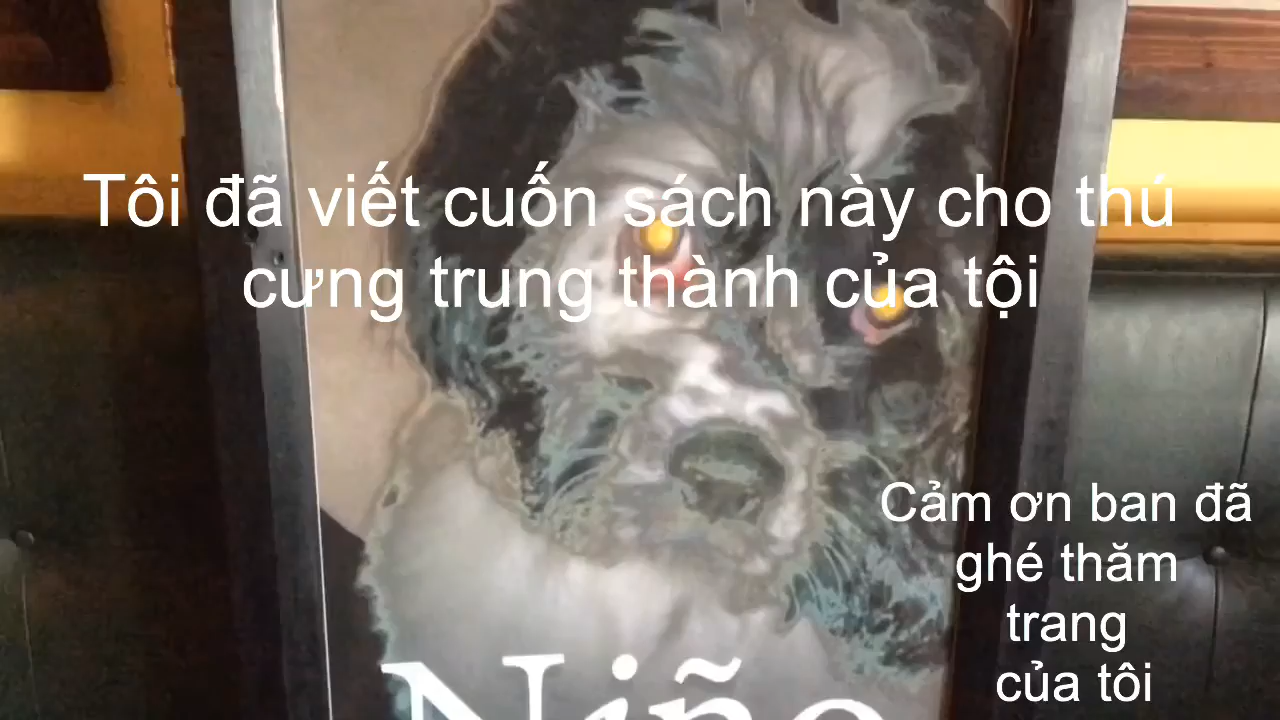 Tôi đã viết cuốn sách này cho thú
cưng trung thành của tội
Cảm ơn ban đã
ghé thăm
trang
của tôi
Niño